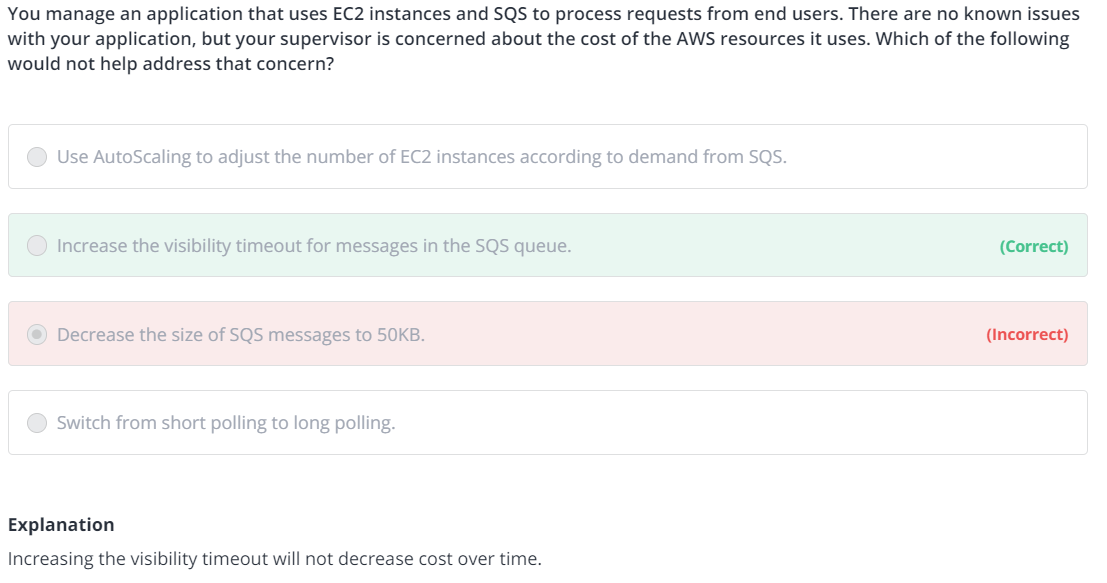 You manage an application that uses EC2 instances and SQS to process requests from end users. There are no known issues
with your application, but your supervisor is concerned about the cost of the AWS resources it uses. Which of the following
would not help address that concern?
Use AutoScaling to adjust the number of EC2 instances according to demand from SQS.
Increase the visibility timeout for messages in the SQS queue. (Correct)
Decrease the size of SQS messages to 50KB. (Incorrect)
Switch from short polling to long polling.
Explanation
Increasing the visibility timeout will not decrease cost over time.